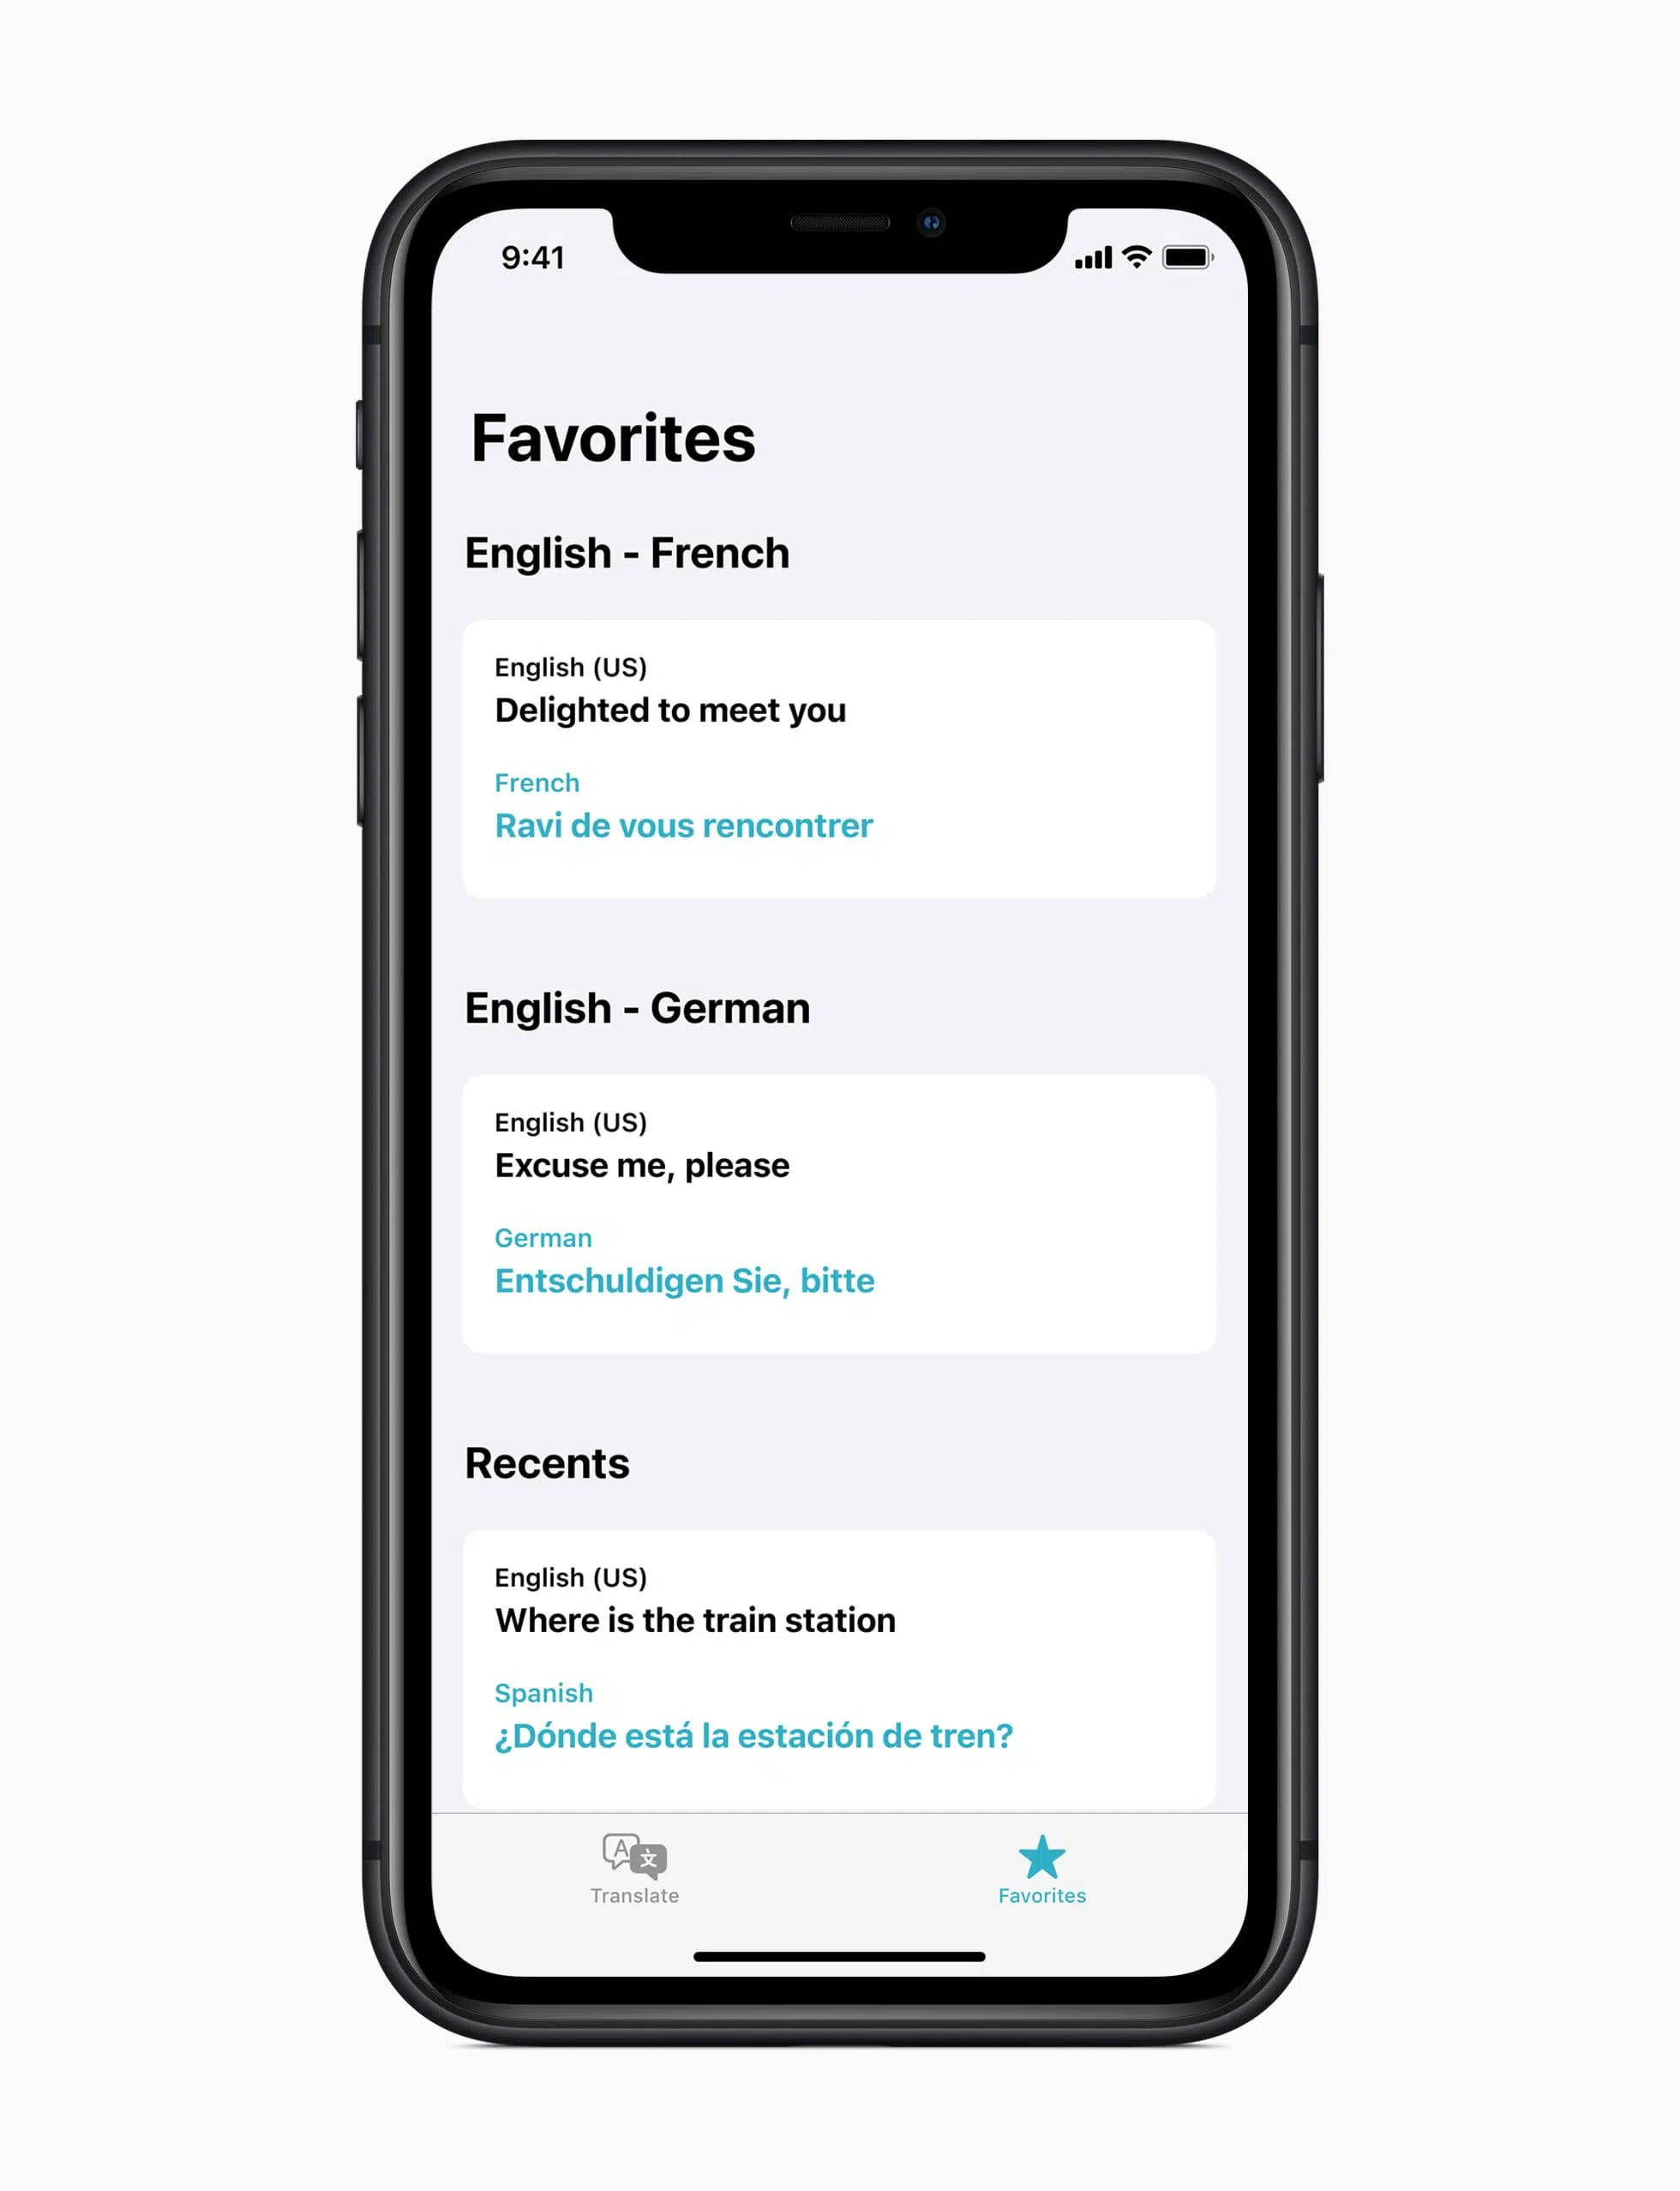 9:41
Favorites
English - French
English (US)
Delighted to meet you
French
Ravi de vous rencontrer
English - German
English (US)
Excuse me, please
German
Entschuldigen Sie, bitte
Recents
English (US)
Where is the train station
Spanish
¿Dónde está la estación de tren?
A 文
Translate
Favorites